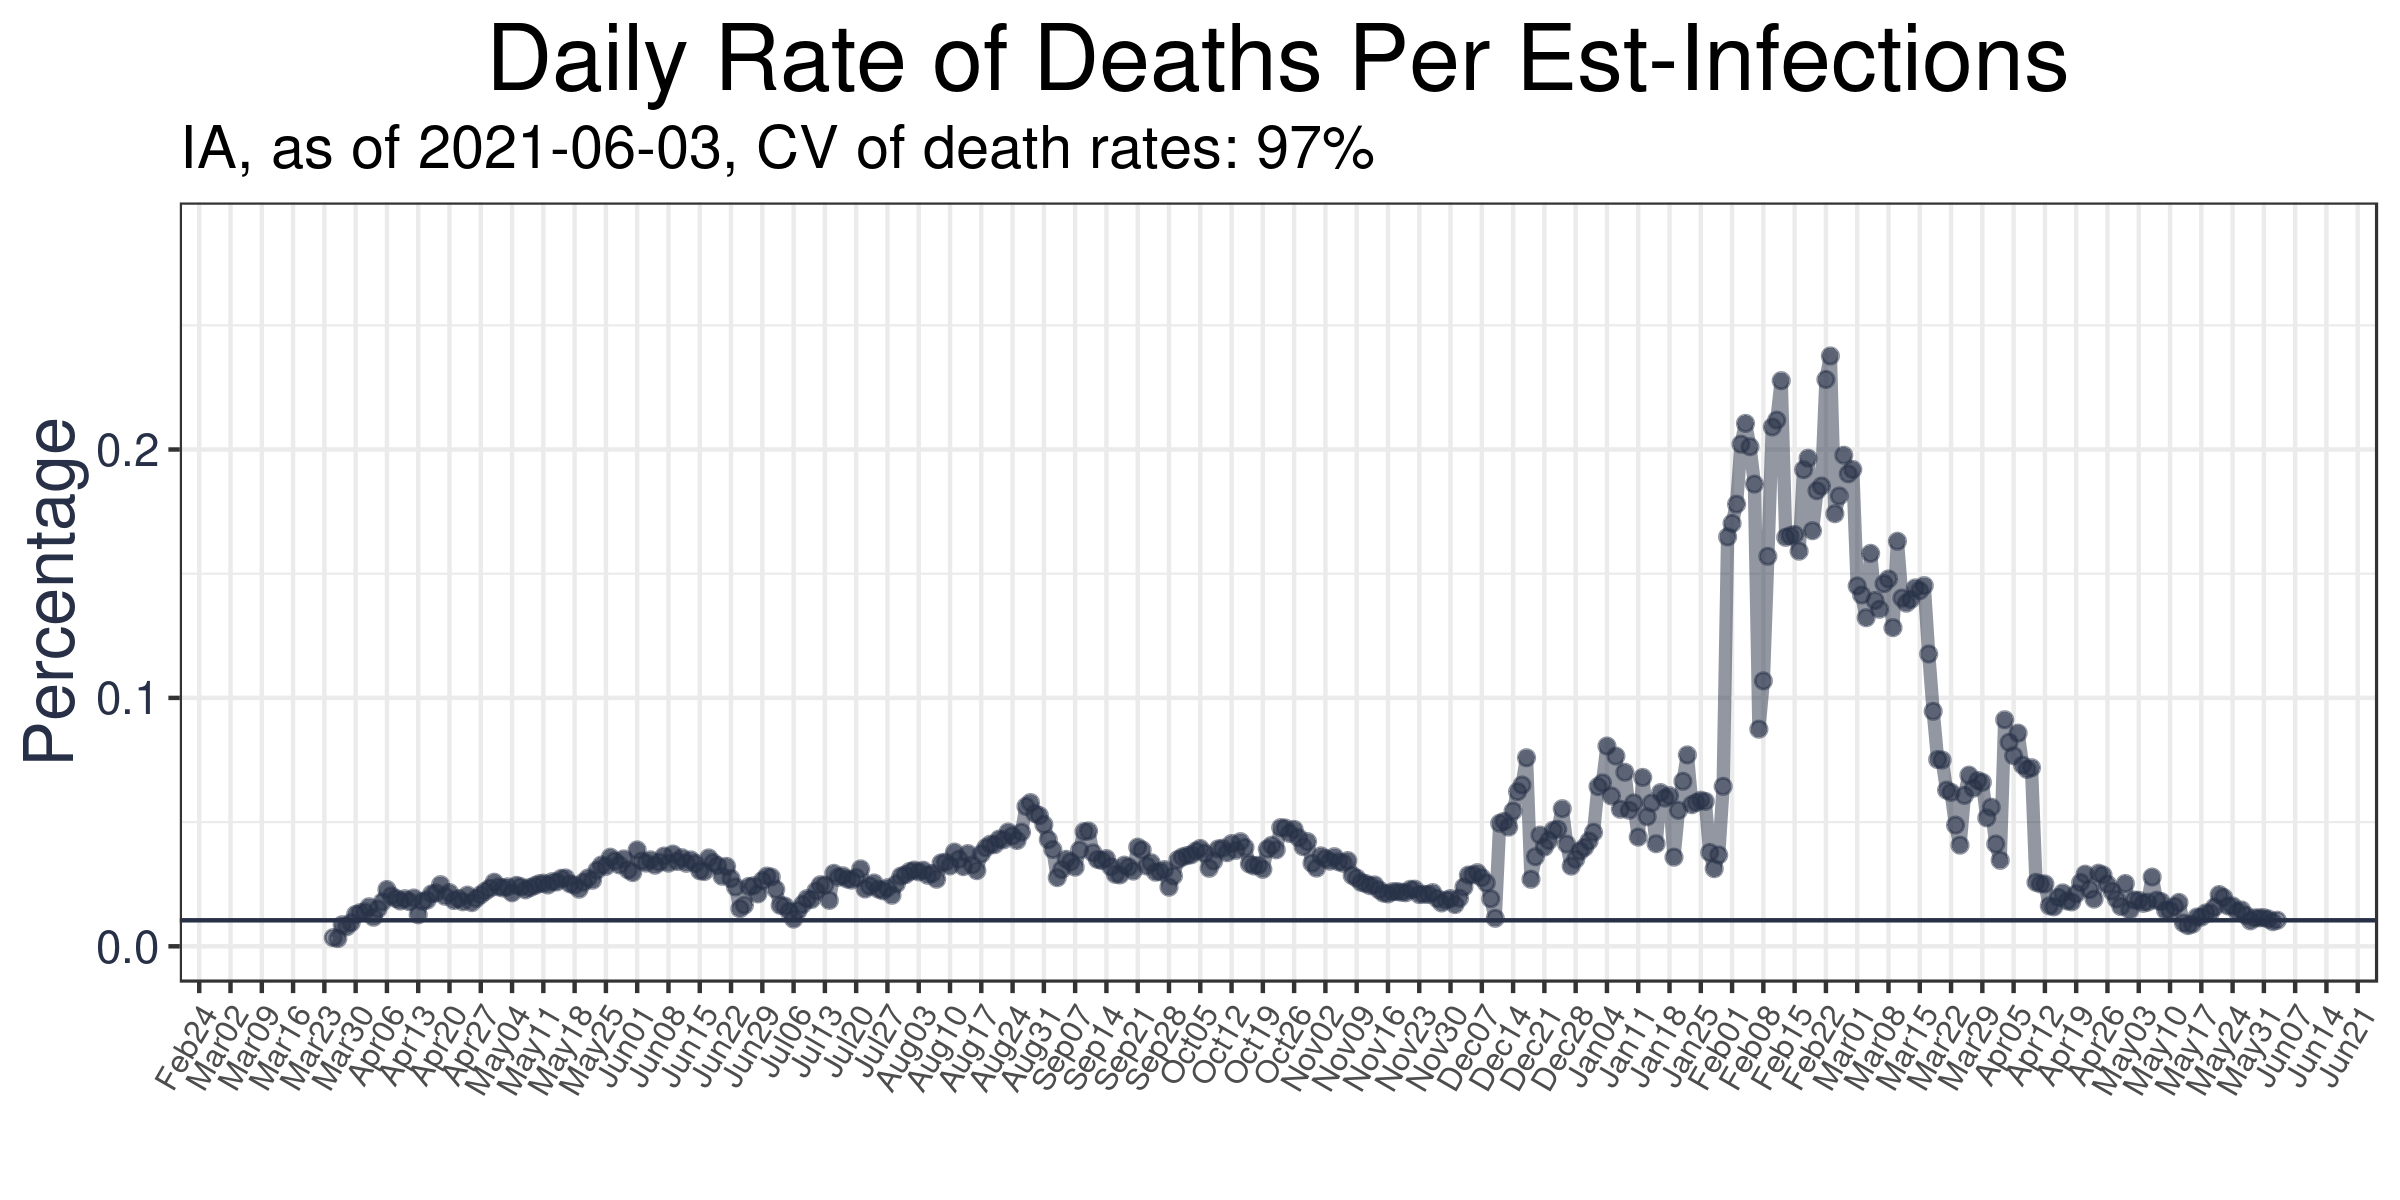 Daily Rate of Deaths Per Est-Infections
IA, as of 2021-06-03, CV of death rates: 97%
Percentage
0.2
0.1
0.0
Feb24
Mar02
Mar09
Mar16
Mar23
Mar30
Apr06
Apr13
Apr20
Apr27
May04
May11
May18
May25
Jun01
Jun08
Jun15
Jun22
Jun29
Jul06
Jul13
Jul20
Jul27
Aug03
Aug10
Aug17
Aug24
Aug31
Sep07
Sep14
Sep21
Sep28
Oct05
Oct12
Oct19
Oct26
Nov02
Nov09
Nov16
Nov23
Nov30
Dec07
Dec14
Dec21
Dec28
Jan04
Jan11
Jan18
Jan25
Feb01
Feb08
Feb15
Feb22
Mar01
Mar08
Mar15
Mar22
Mar29
Apr05
Apr12
Apr19
Apr26
May03
May10
May17
May24
May31
Jun07
Jun14
Jun21